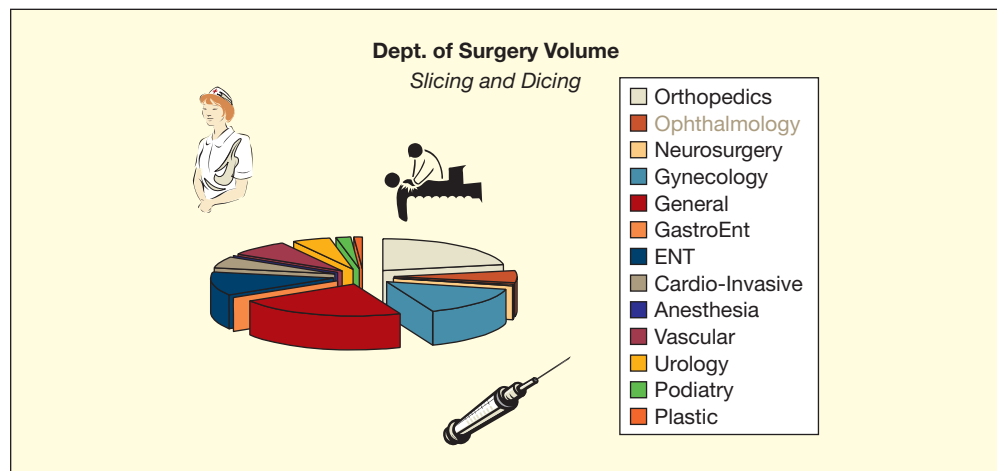 Dept. of Surgery Volume
Slicing and Dicing
Orthopedics
Ophthalmology
Neurosurgery
Gynecology
General
GastroEnt
ENT
Cardio-Invasive
Anesthesia
Vascular
Urology
Podiatry
Plastic